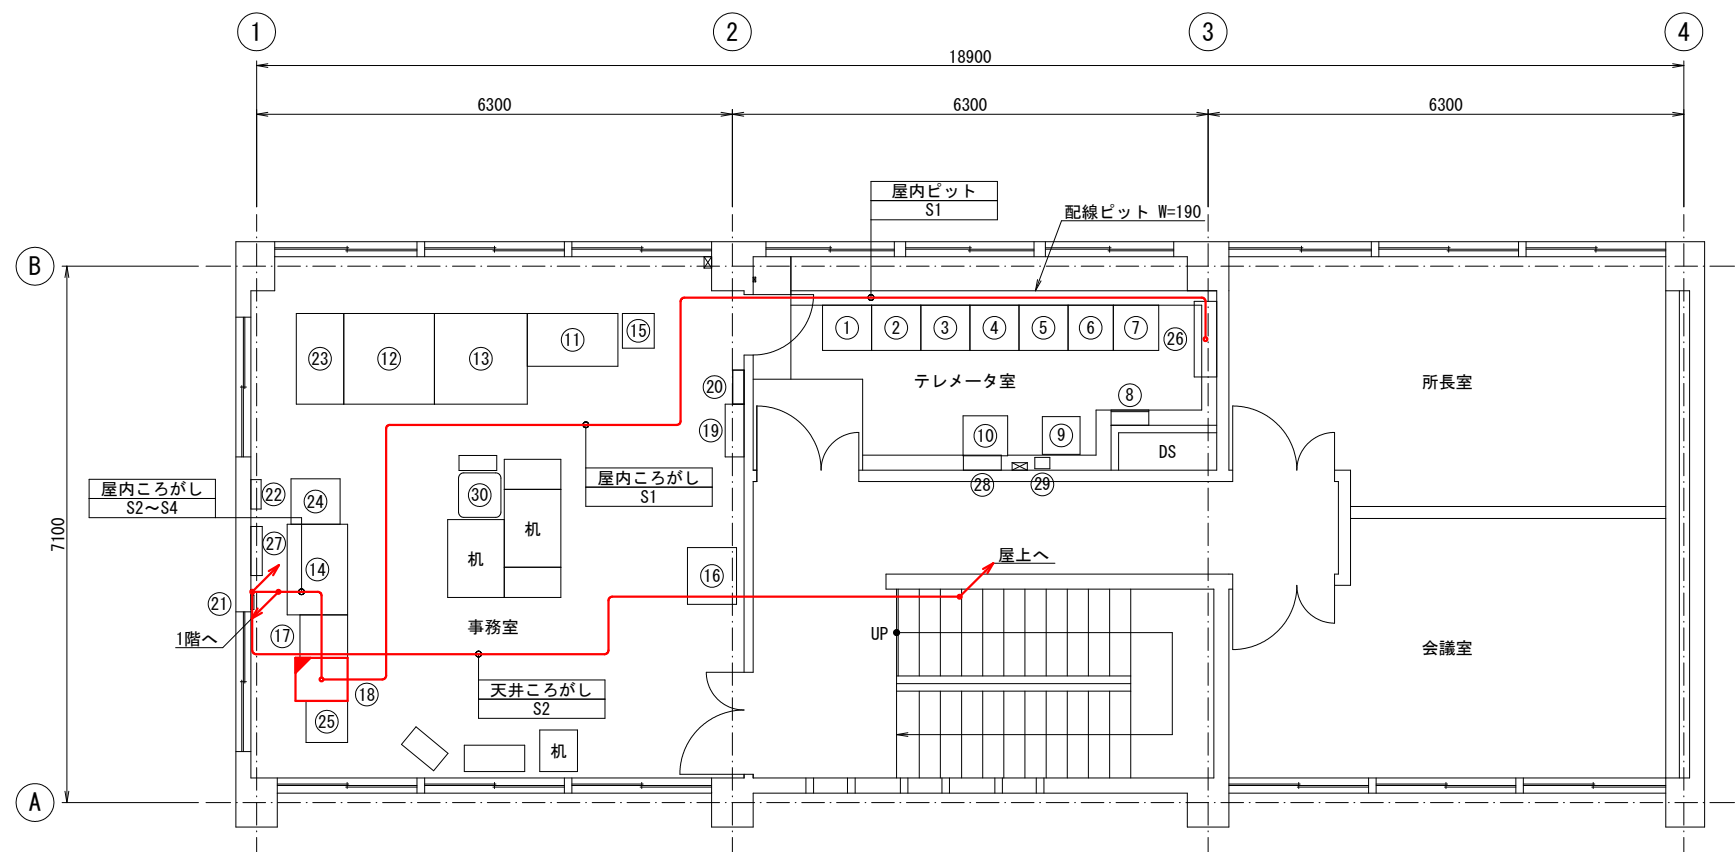 ① ② ③ ④
18900
6300 6300 6300
屋内ピット
S1
配線ピット W=190
Ⓑ
⑮
① ② ③ ④ ⑤ ⑥ ⑦
⑪
㉖
㉓ ⑫ ⑬
テレメータ室
所長室
⑳
⑧
⑲
⑩ ⑨
DS
屋内ころがし
S1
㉘ ㉙
屋内ころがし
S2～S4
㉒ ㉔
㉚
机
7100
㉗
机
⑭
⑯
屋上へ
㉑
1階へ
⑰
事務室
UP
会議室
天井ころがし
S2
⑱
㉕
机
Ⓐ